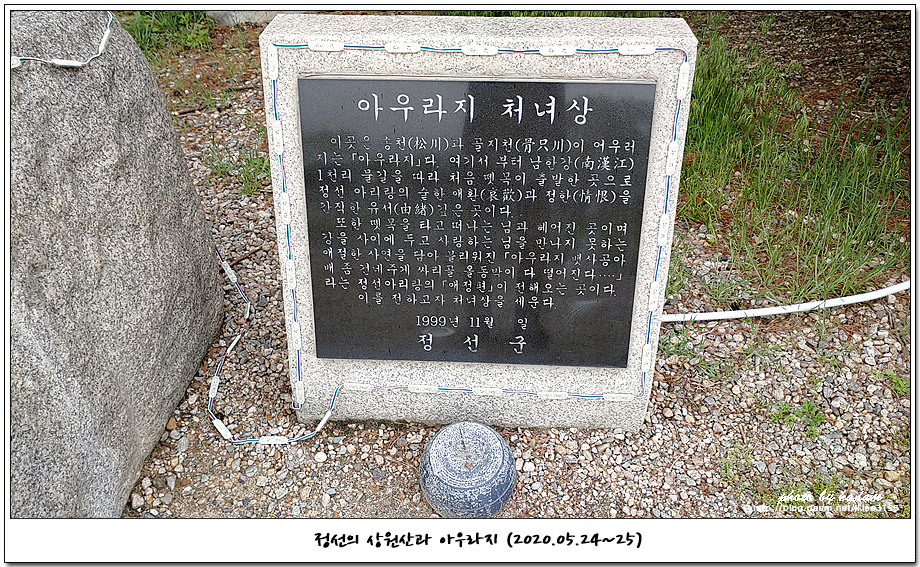 아우라지 처녀상
이곳은 송천(松川)과 골지천(骨只川)이 어우러
지는「아우라지」다. 여기서 부터 남한강(南漢江)
1천리 물길을 따라 처음 뗏목이 출발한 곳으로
정선 아리랑의 숱한 애환(哀歡)과 정한(情恨)을
간직한 유서(由緖)깊은 곳이다.
또한 뗏목을 타고 떠나는 님과 헤어진 곳이며
강을 사이에 두고 사랑하는 님을 만나지 못하는
애절한 사연을 담아 불리워진「아우라지 뱃사공아
배 좀 건네주게 싸리골 올동박이 다 떨어진다……」
라는 정선아리랑의「애정편」이 전해오는 곳이다.
이를 전하고자 처녀상을 세운다.
1999년 11월 일
정 선 군
photo by
정선의 상원산과 아우라지 (2020.05.24~25)